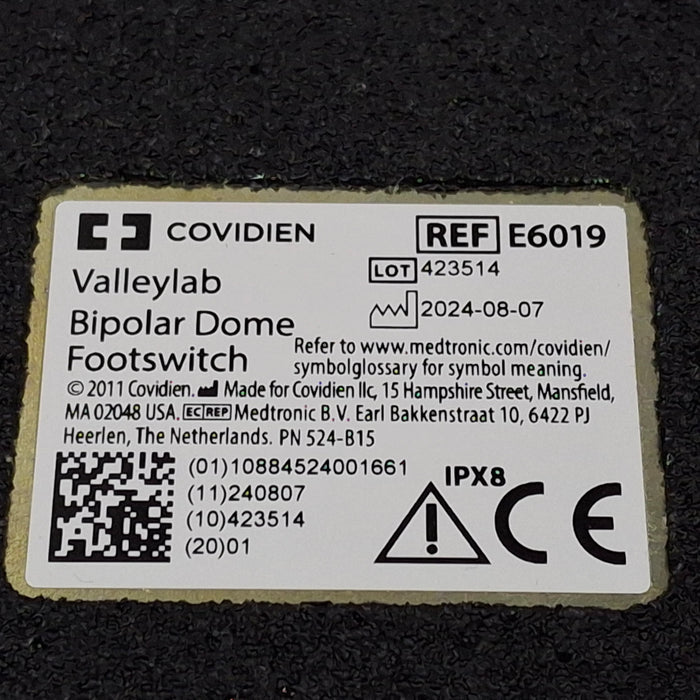 COVIDIEN
REF E6019
LOT 423514
Valleylab
2024-08-07
Bipolar Dome
Footswitch
Refer to www.medtronic.com/covidien/
symbolglossary for symbol meaning.
© 2011 Covidien. Made for Covidien llc, 15 Hampshire Street, Mansfield,
MA 02048 USA. EC REP Medtronic B.V. Earl Bakkenstraat 10, 6422 PJ
Heerlen, The Netherlands. PN 524-B15
(01)10884524001661
(11)240807
(10)423514
(20)01
IPX8
!
CE